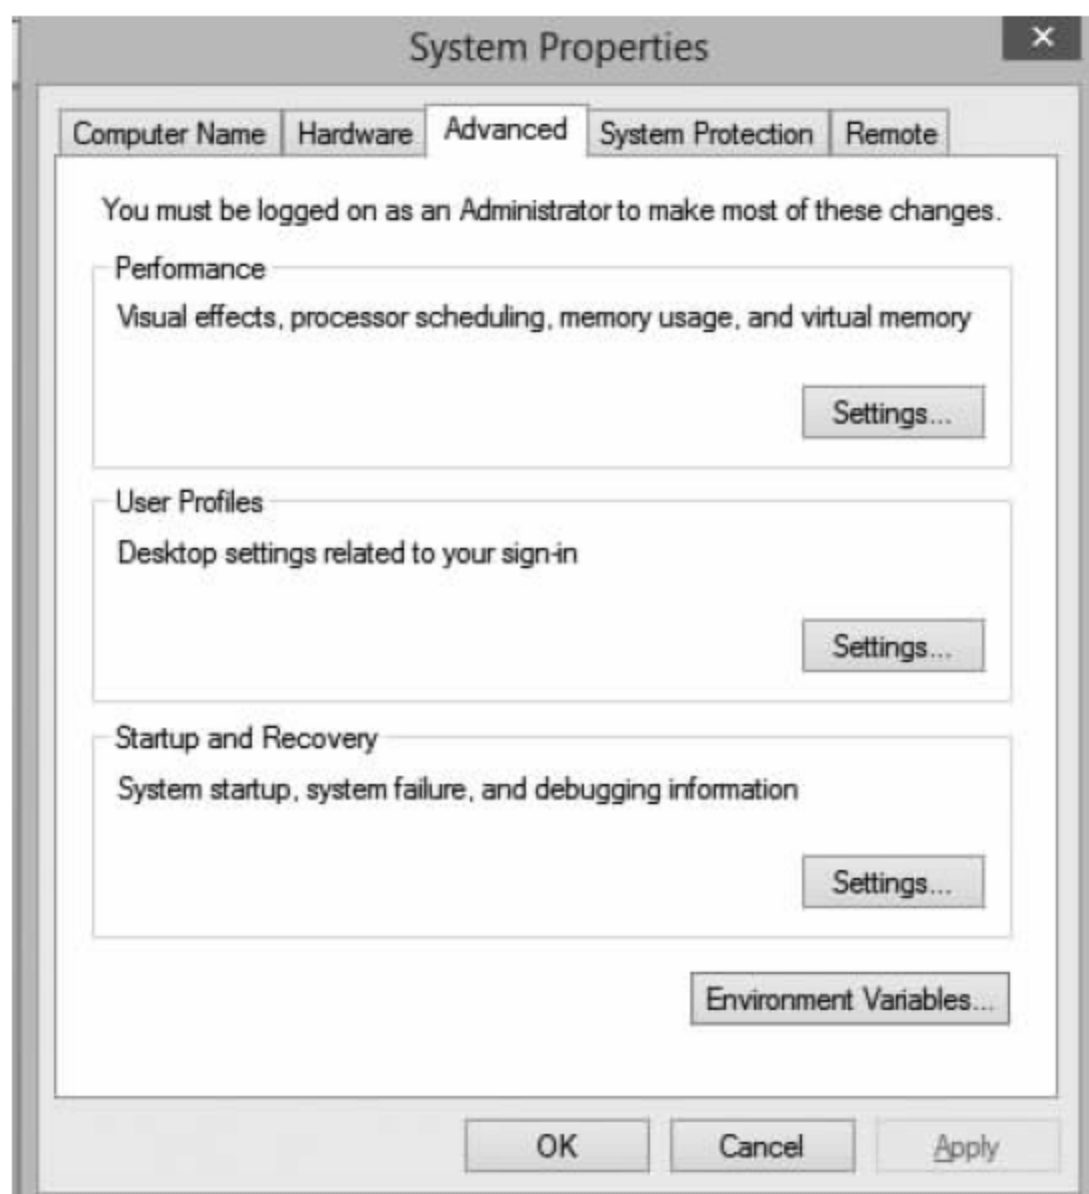 System Properties
Computer Name
Hardware
Advanced
System Protection
Remote
You must be logged on as an Administrator to make most of these changes.
Performance
Visual effects, processor scheduling, memory usage, and virtual memory
Settings...
User Profiles
Desktop settings related to your sign-in
Settings...
Startup and Recovery
System startup, system failure, and debugging information
Settings...
Environment Variables...
OK
Cancel
Apply